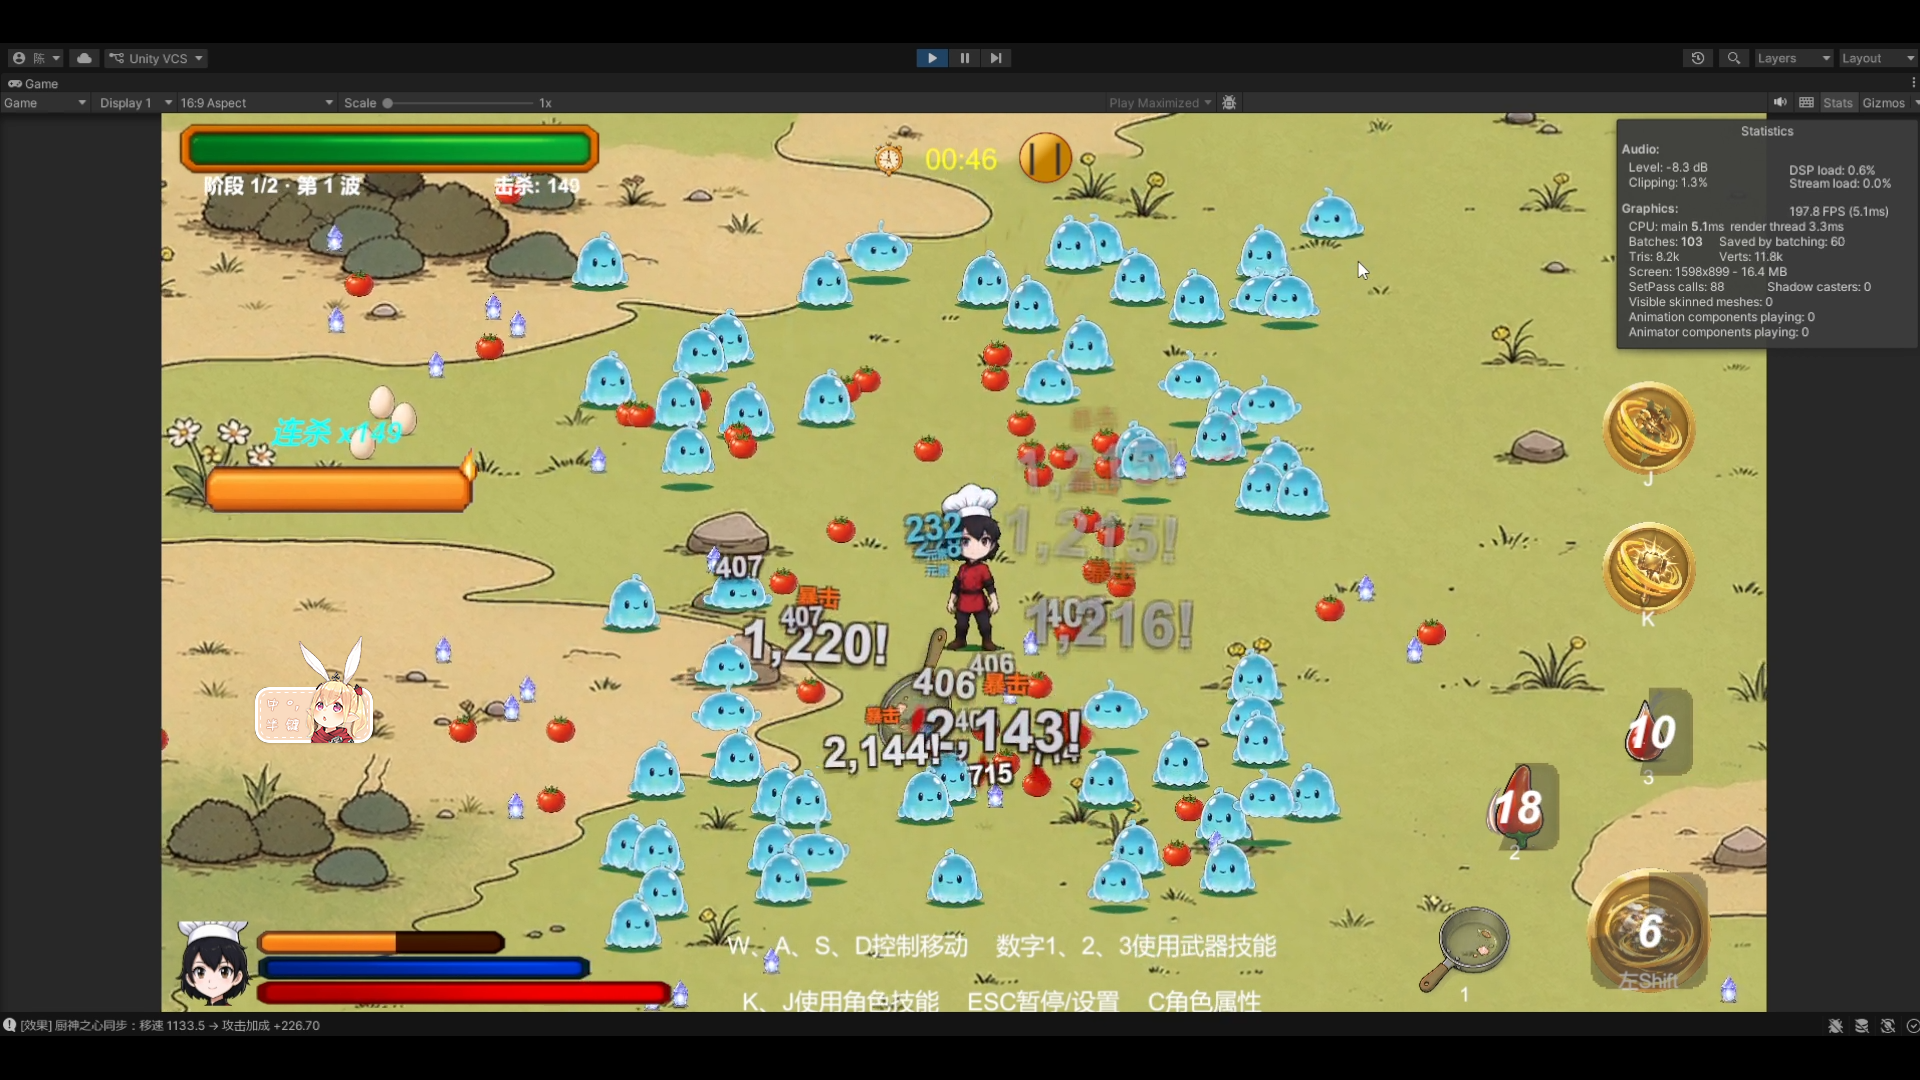 陈
Unity VCS
Layers
Layout
Game
Game
Display 1
16:9 Aspect
Scale
1x
Play Maximized
Stats
Gizmos
Statistics
Audio:
Level: -8.3 dB
DSP load: 0.6%
Clipping: 1.3%
Stream load: 0.0%
Graphics:
197.8 FPS (5.1ms)
CPU: main 5.1ms render thread 3.3ms
Batches: 103 Saved by batching: 60
Tris: 8.2k Verts: 11.8k
Screen: 1598x899 - 16.4 MB
SetPass calls: 88 Shadow casters: 0
Visible skinned meshes: 0
Animation components playing: 0
Animator components playing: 0
00:46
阶段 1/2 · 第 1 波
击杀: 149
连杀 x149
J
K
232
1,215!
407
暴击
407
1,220!
1,216!
406
406
暴击
暴击
2,143!
2,144!
715
10
3
18
2
6
左Shift
1
W、A、S、D控制移动 数字1、2、3使用武器技能
K、J使用角色技能 ESC暂停/设置 C角色属性
[效果] 厨神之心同步：移速 1133.5 → 攻击加成 +226.70